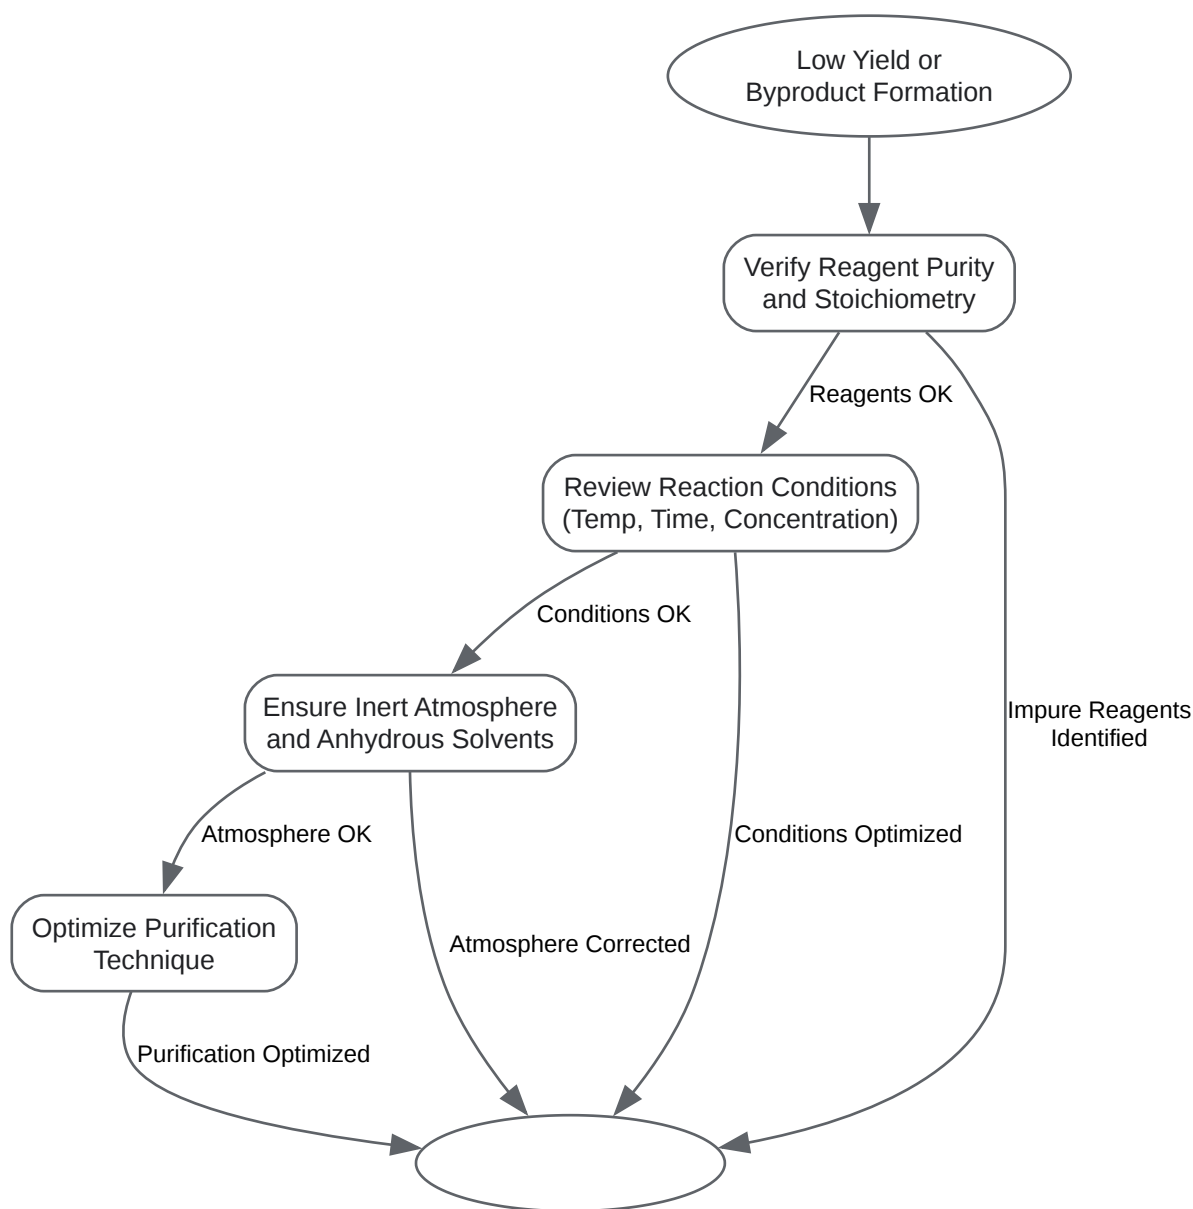 Low Yield or
Byproduct Formation
Verify Reagent Purity
and Stoichiometry
Reagents OK
Review Reaction Conditions
(Temp, Time, Concentration)
Conditions OK
Ensure Inert Atmosphere
and Anhydrous Solvents
Impure Reagents
Identified
Atmosphere OK
Conditions Optimized
Optimize Purification
Technique
Atmosphere Corrected
Purification Optimized